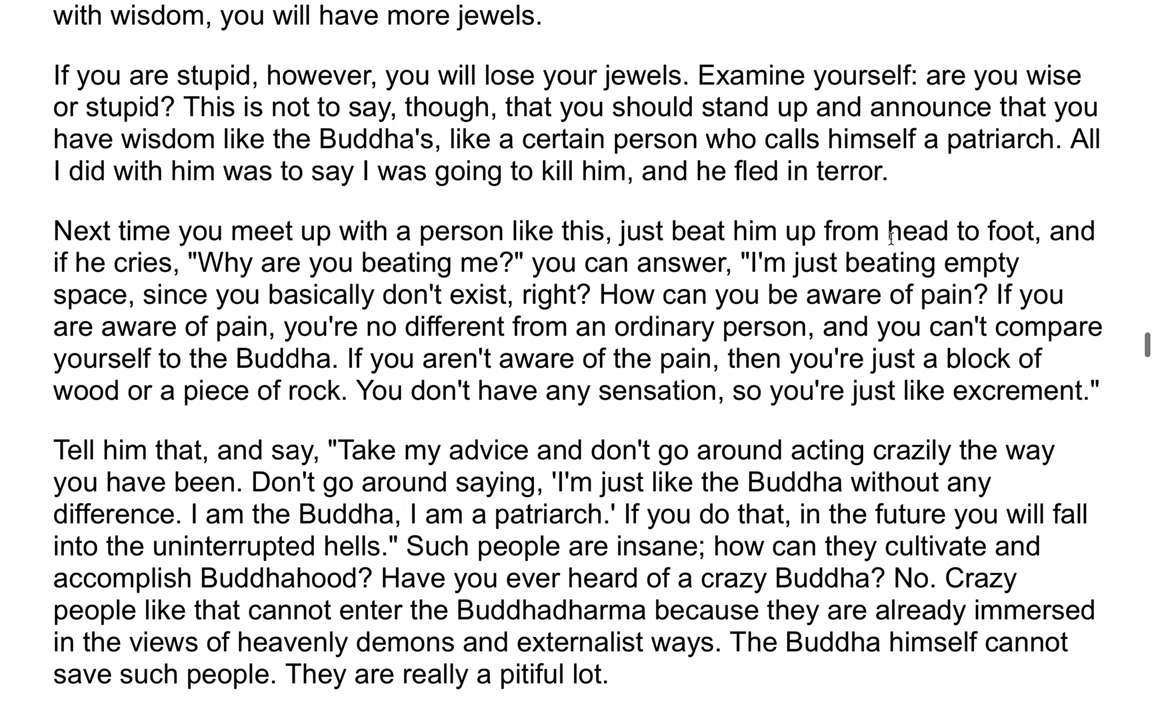 with wisdom, you will have more jewels.
If you are stupid, however, you will lose your jewels. Examine yourself: are you wise
or stupid? This is not to say, though, that you should stand up and announce that you
have wisdom like the Buddha's, like a certain person who calls himself a patriarch. All
I did with him was to say I was going to kill him, and he fled in terror.
Next time you meet up with a person like this, just beat him up from head to foot, and
if he cries, "Why are you beating me?" you can answer, "I'm just beating empty
space, since you basically don't exist, right? How can you be aware of pain? If you
are aware of pain, you're no different from an ordinary person, and you can't compare
yourself to the Buddha. If you aren't aware of the pain, then you're just a block of
wood or a piece of rock. You don't have any sensation, so you're just like excrement."
Tell him that, and say, "Take my advice and don't go around acting crazily the way
you have been. Don't go around saying, 'I'm just like the Buddha without any
difference. I am the Buddha, I am a patriarch.' If you do that, in the future you will fall
into the uninterrupted hells." Such people are insane; how can they cultivate and
accomplish Buddhahood? Have you ever heard of a crazy Buddha? No. Crazy
people like that cannot enter the Buddhadharma because they are already immersed
in the views of heavenly demons and externalist ways. The Buddha himself cannot
save such people. They are really a pitiful lot.